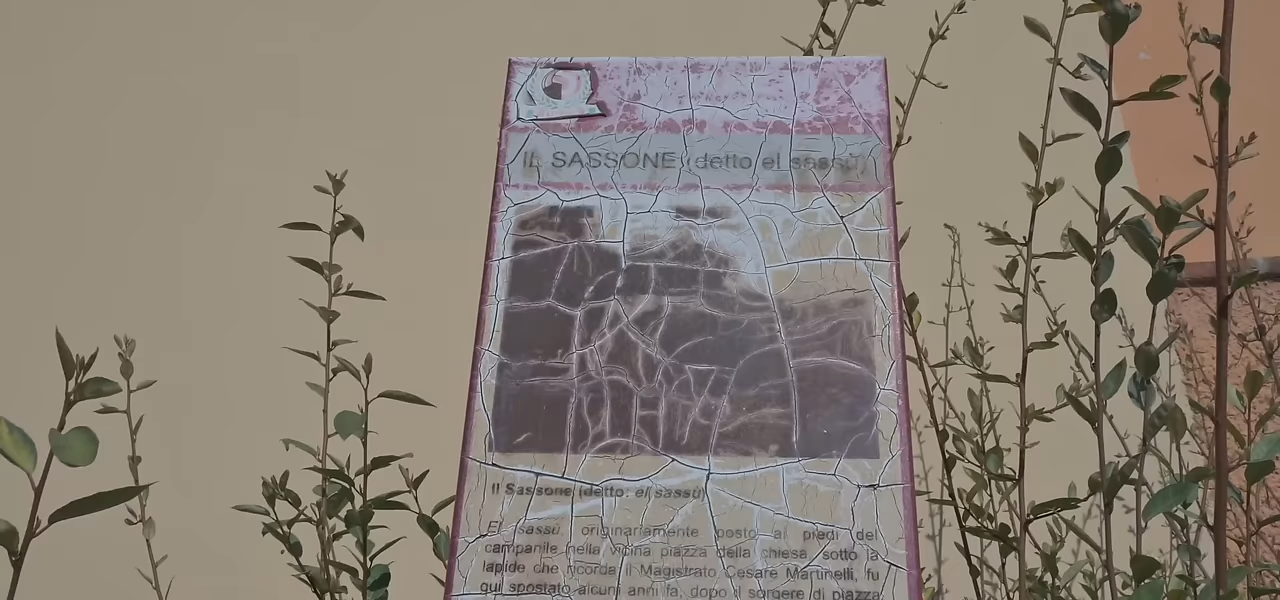 IL SASSONE (detto el sassù)
Il Sassone (detto: el sassù)
El sassù, originariamente posto ai piedi del
campanile nella vicina piazza della chiesa, sotto la
lapide che ricorda il Magistrato Cesare Martinelli, fu
qui spostato alcuni anni fa, dopo il sorgere di piazza